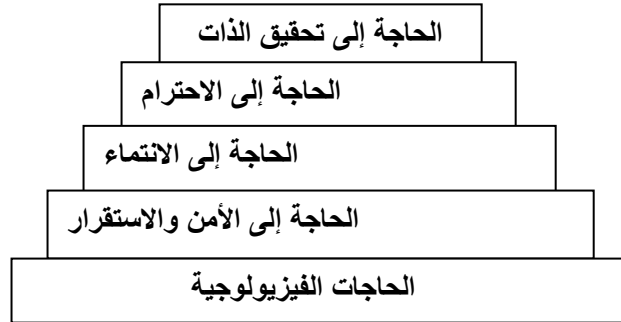 الحاجة إلى تحقيق الذات
الحاجة إلى الاحترام
الحاجة إلى الانتماء
الحاجة إلى الأمن والاستقرار
الحاجات الفيزيولوجية